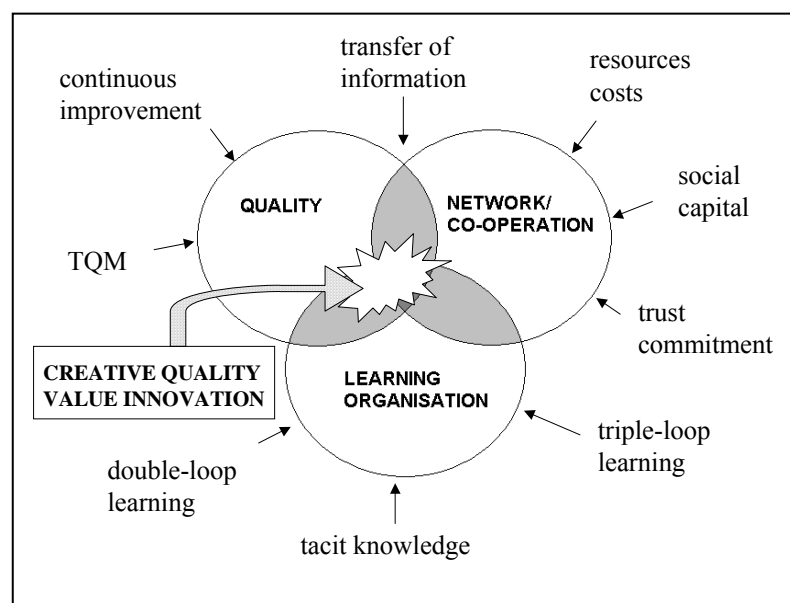 transfer of
information
resources
costs
continuous
improvement
social
capital
QUALITY
NETWORK/
CO-OPERATION
TQM
trust
commitment
CREATIVE QUALITY
VALUE INNOVATION
LEARNING
ORGANISATION
triple-loop
learning
double-loop
learning
tacit knowledge